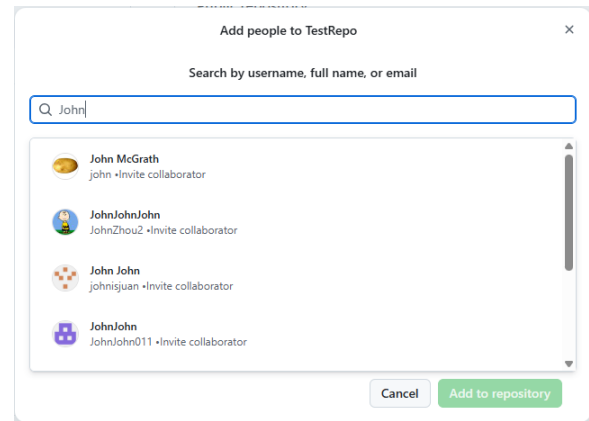 Add people to TestRepo
Search by username, full name, or email
John
John McGrath
john •Invite collaborator
JohnJohnJohn
JohnZhou2 •Invite collaborator
John John
johnisjuan •Invite collaborator
JohnJohn
JohnJohn011 •Invite collaborator
Cancel
Add to repository